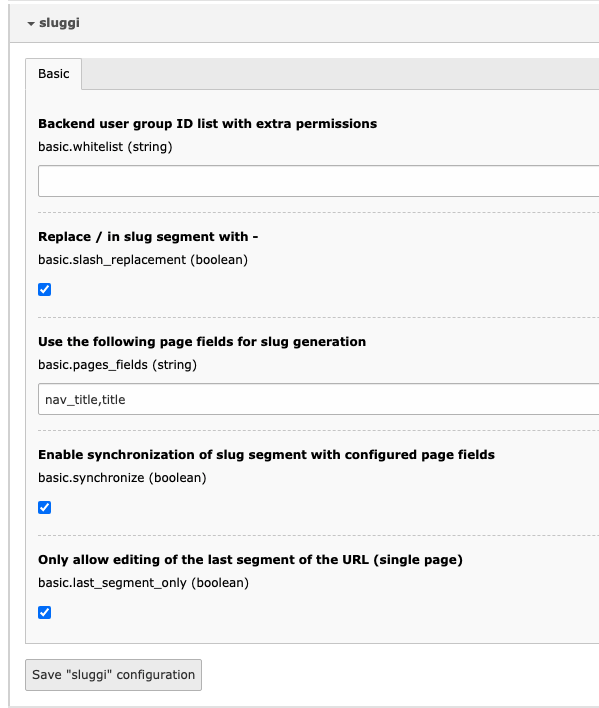 sluggi
Basic
Backend user group ID list with extra permissions
basic.whitelist (string)
Replace / in slug segment with -
basic.slash_replacement (boolean)
Use the following page fields for slug generation
basic.pages_fields (string)
nav_title,title
Enable synchronization of slug segment with configured page fields
basic.synchronize (boolean)
Only allow editing of the last segment of the URL (single page)
basic.last_segment_only (boolean)
Save "sluggi" configuration